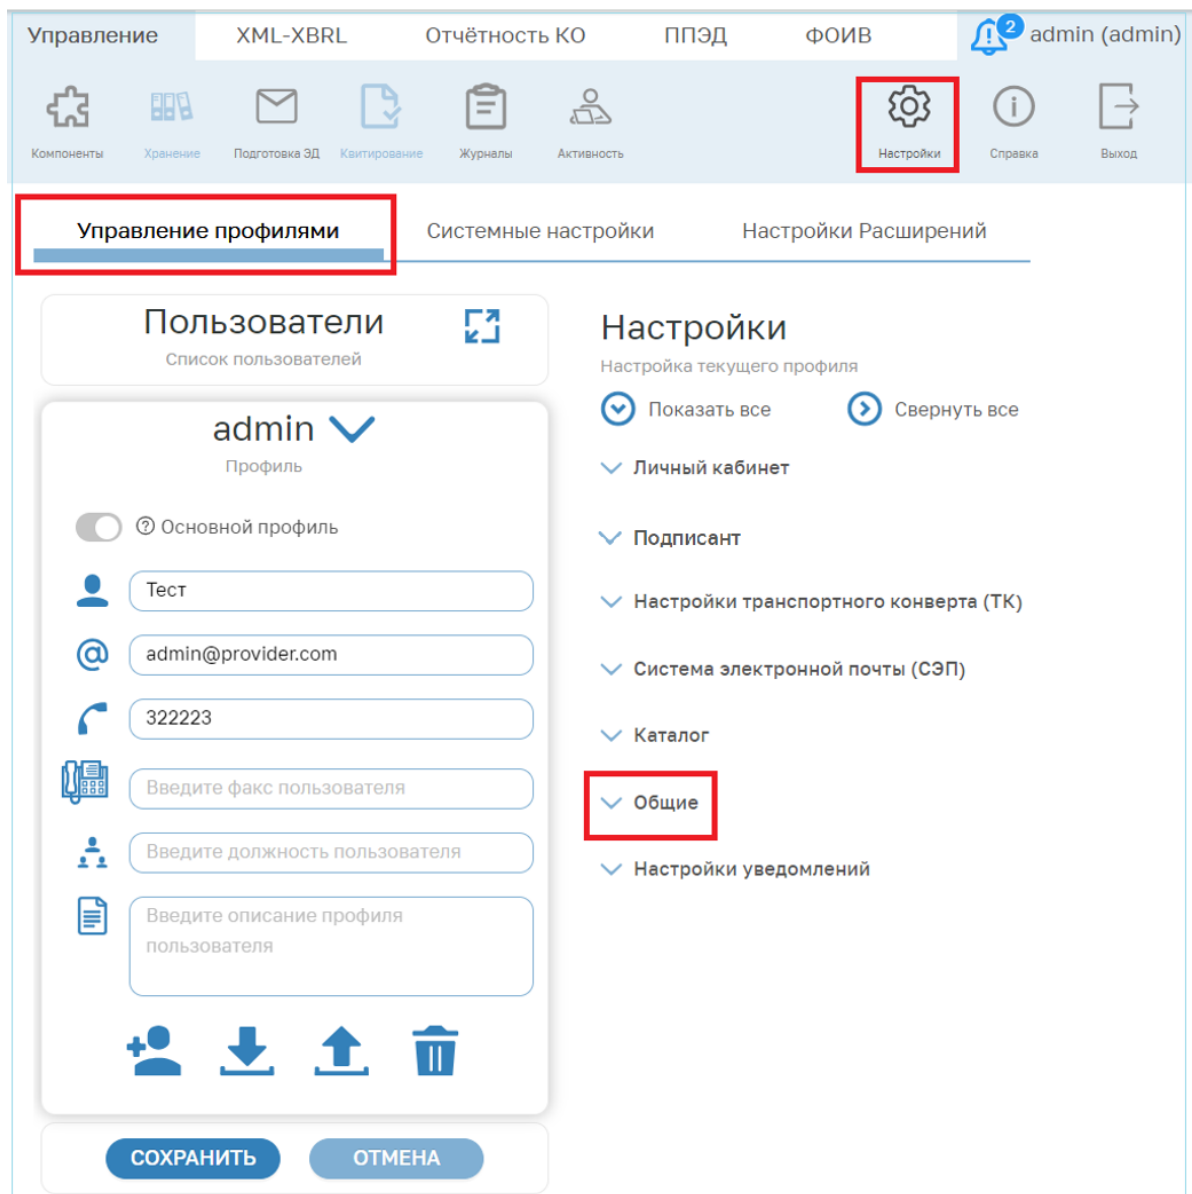 Управление XML-XBRL Отчётность КО ППЭД ФОИВ 2 admin (admin)
Компоненты Хранение Подготовка ЭД Квитирование Журналы Активность Настройки Справка Выход
Управление профилями Системные настройки Настройки Расширений
Пользователи
Список пользователей
admin
Профиль
Основной профиль
Тест
admin@provider.com
322223
Введите факс пользователя
Введите должность пользователя
Введите описание профиля
пользователя
СОХРАНИТЬ ОТМЕНА
Настройки
Настройка текущего профиля
Показать все Свернуть все
Личный кабинет
Подписант
Настройки транспортного конверта (ТК)
Система электронной почты (СЭП)
Каталог
Общие
Настройки уведомлений